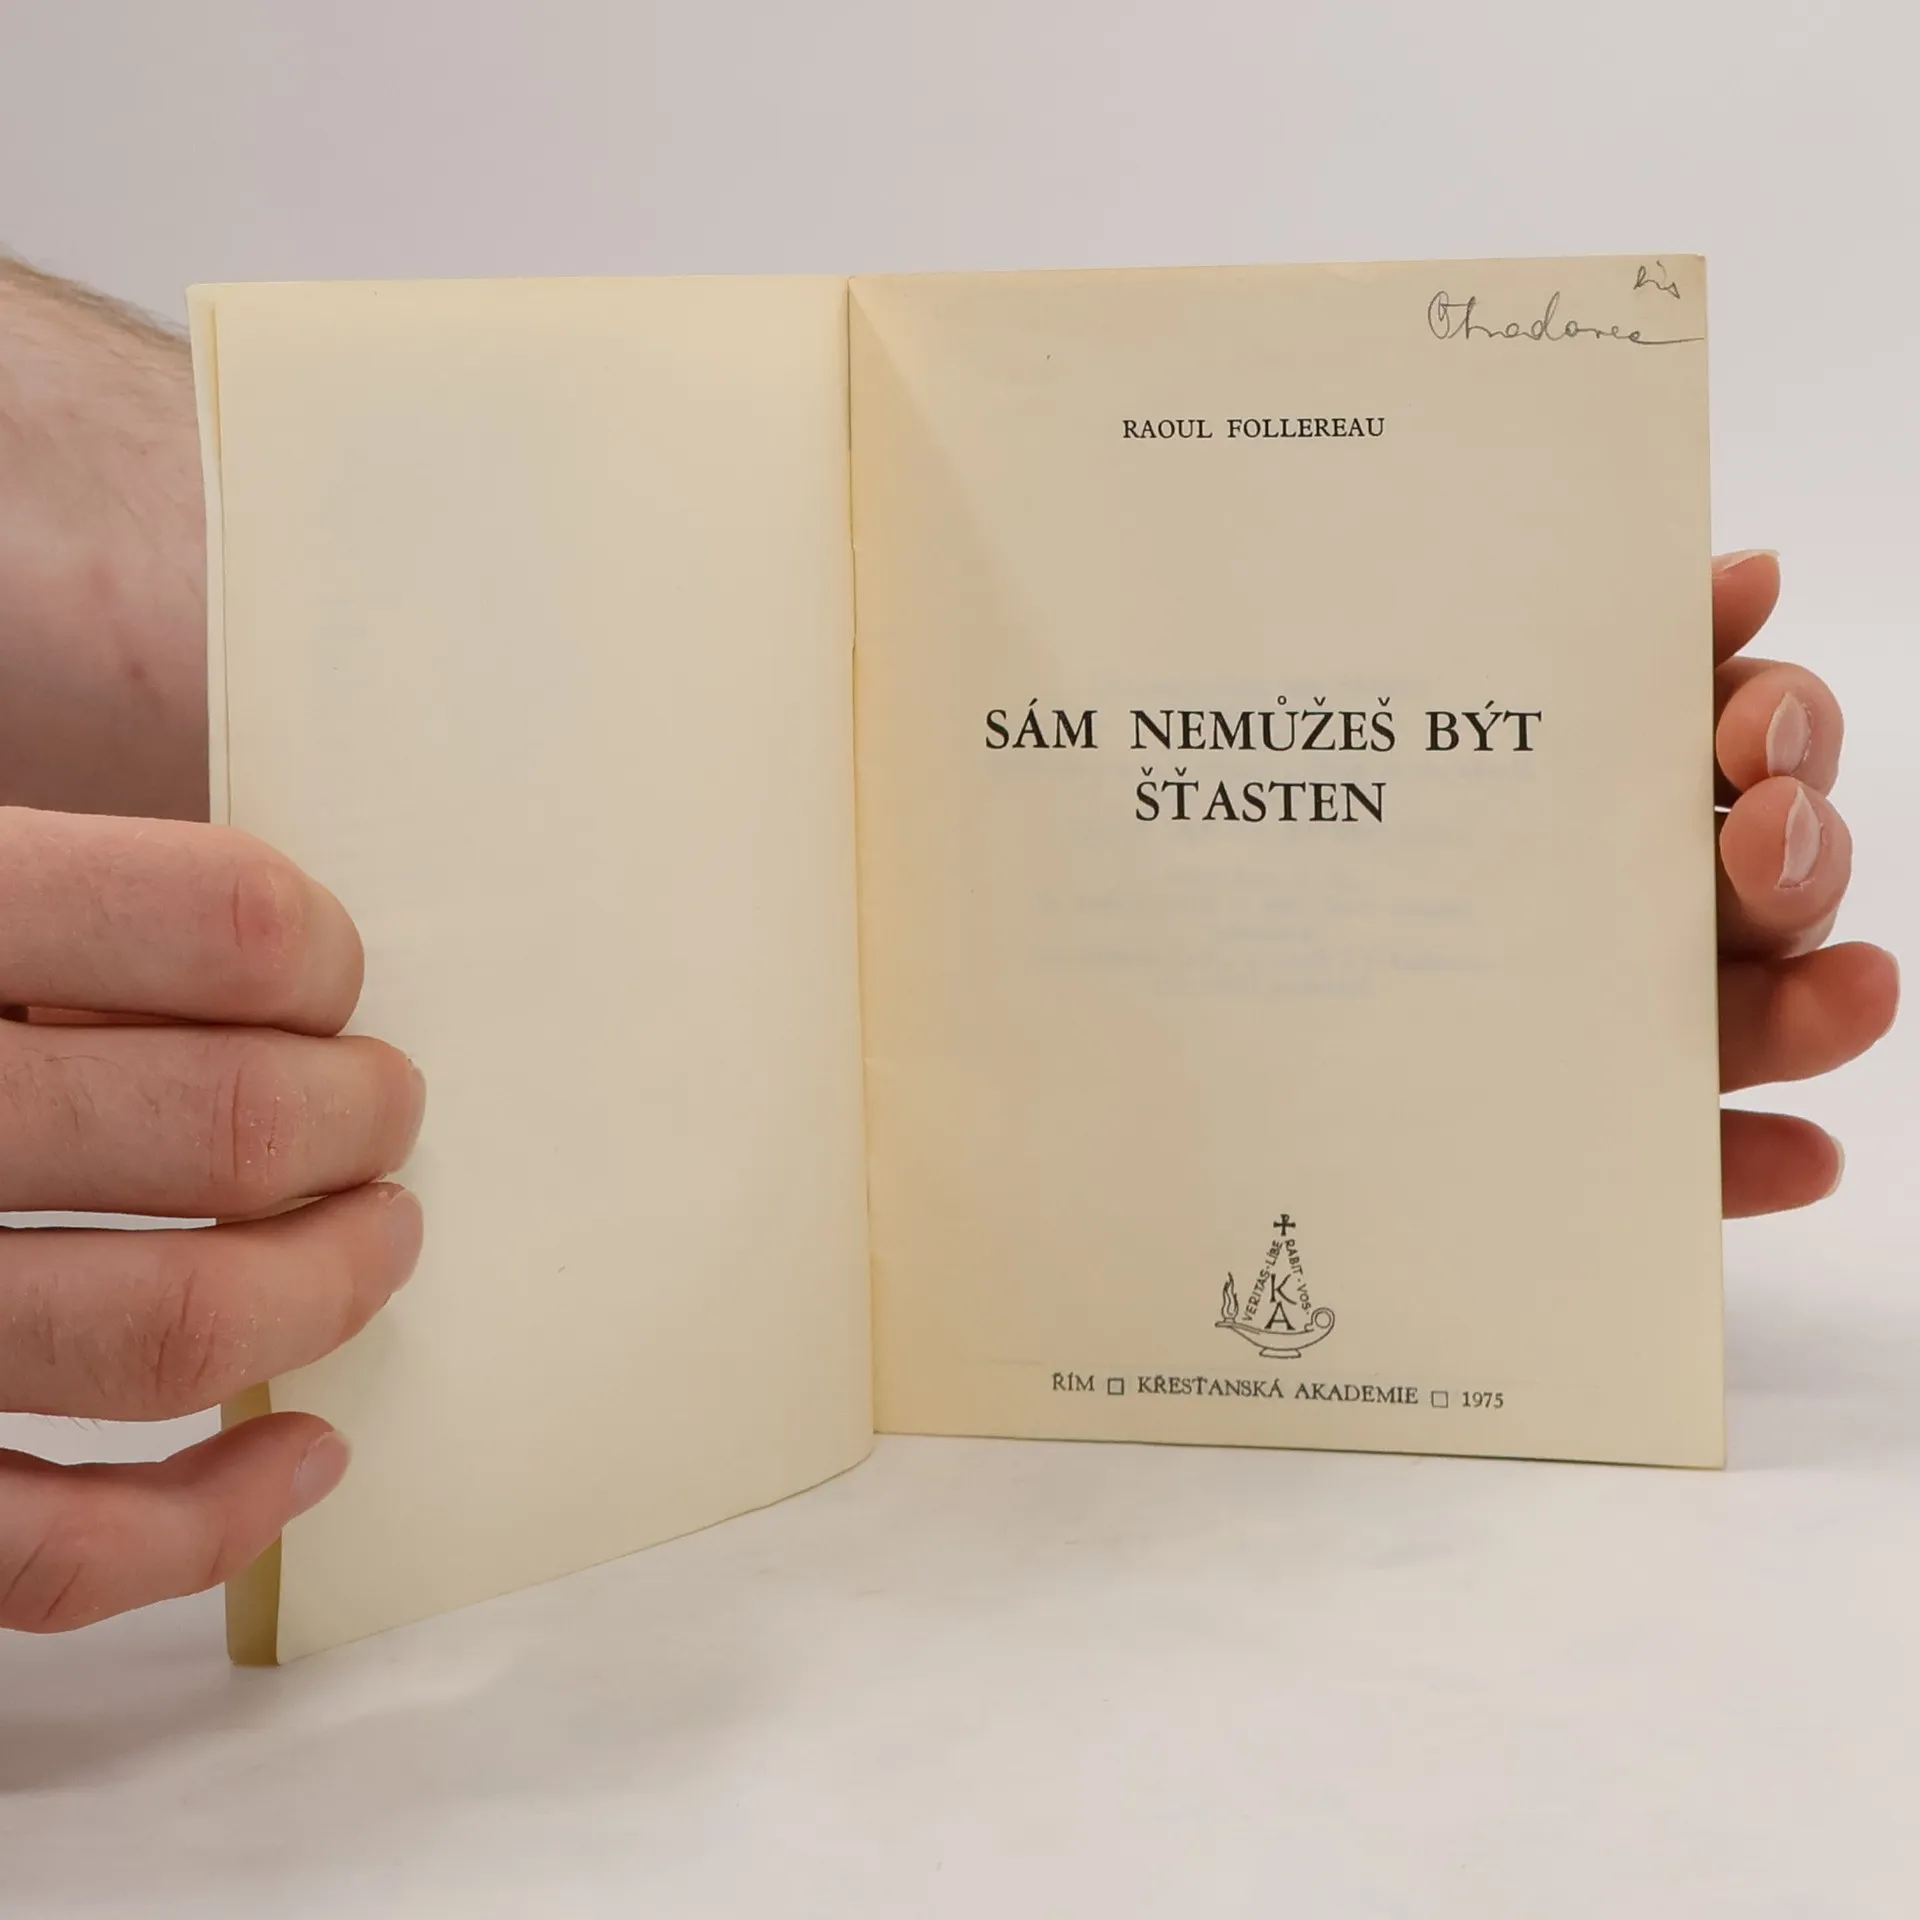 RAOUL FOLLEREAU
SÁM NEMŮŽEŠ BÝT
ŠŤASTEN
VERITAS · LIBERABIT · VOS ·
KA
ŘÍM □ KŘESŤANSKÁ AKADEMIE □ 1975